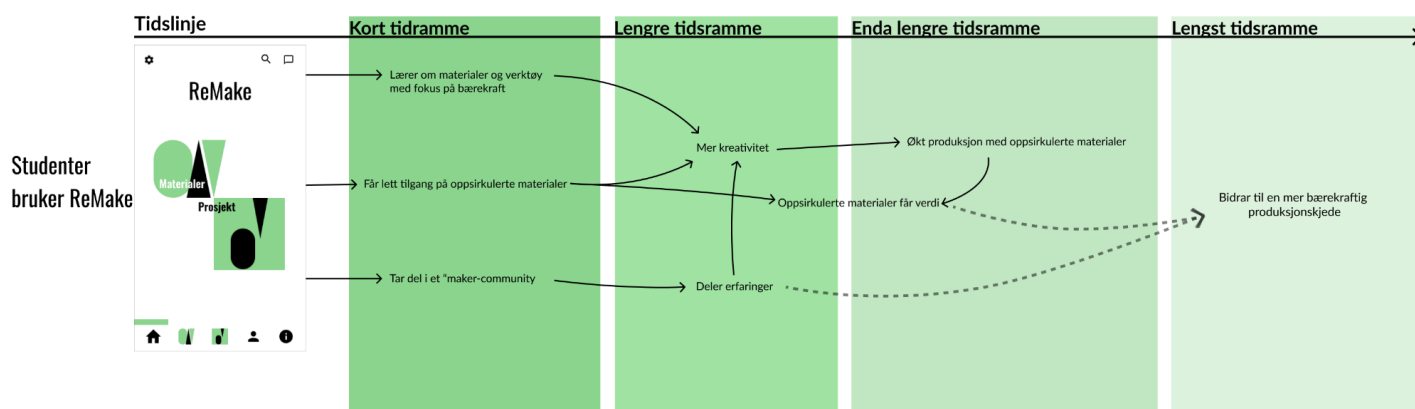 Tidslinje
Kort tidramme
Lengre tidsramme
Enda lengre tidsramme
Lengst tidsramme
Studenter
bruker ReMake
ReMake
Materialer
Prosjekt
Lærer om materialer og verktøy
med fokus på bærekraft
Får lett tilgang på oppsirkulerte materialer
Tar del i et “maker-community
Mer kreativitet
Oppsirkulerte materialer får verdi
Deler erfaringer
Økt produksjon med oppsirkulerte materialer
Bidrar til en mer bærekraftig
produksjonskjede